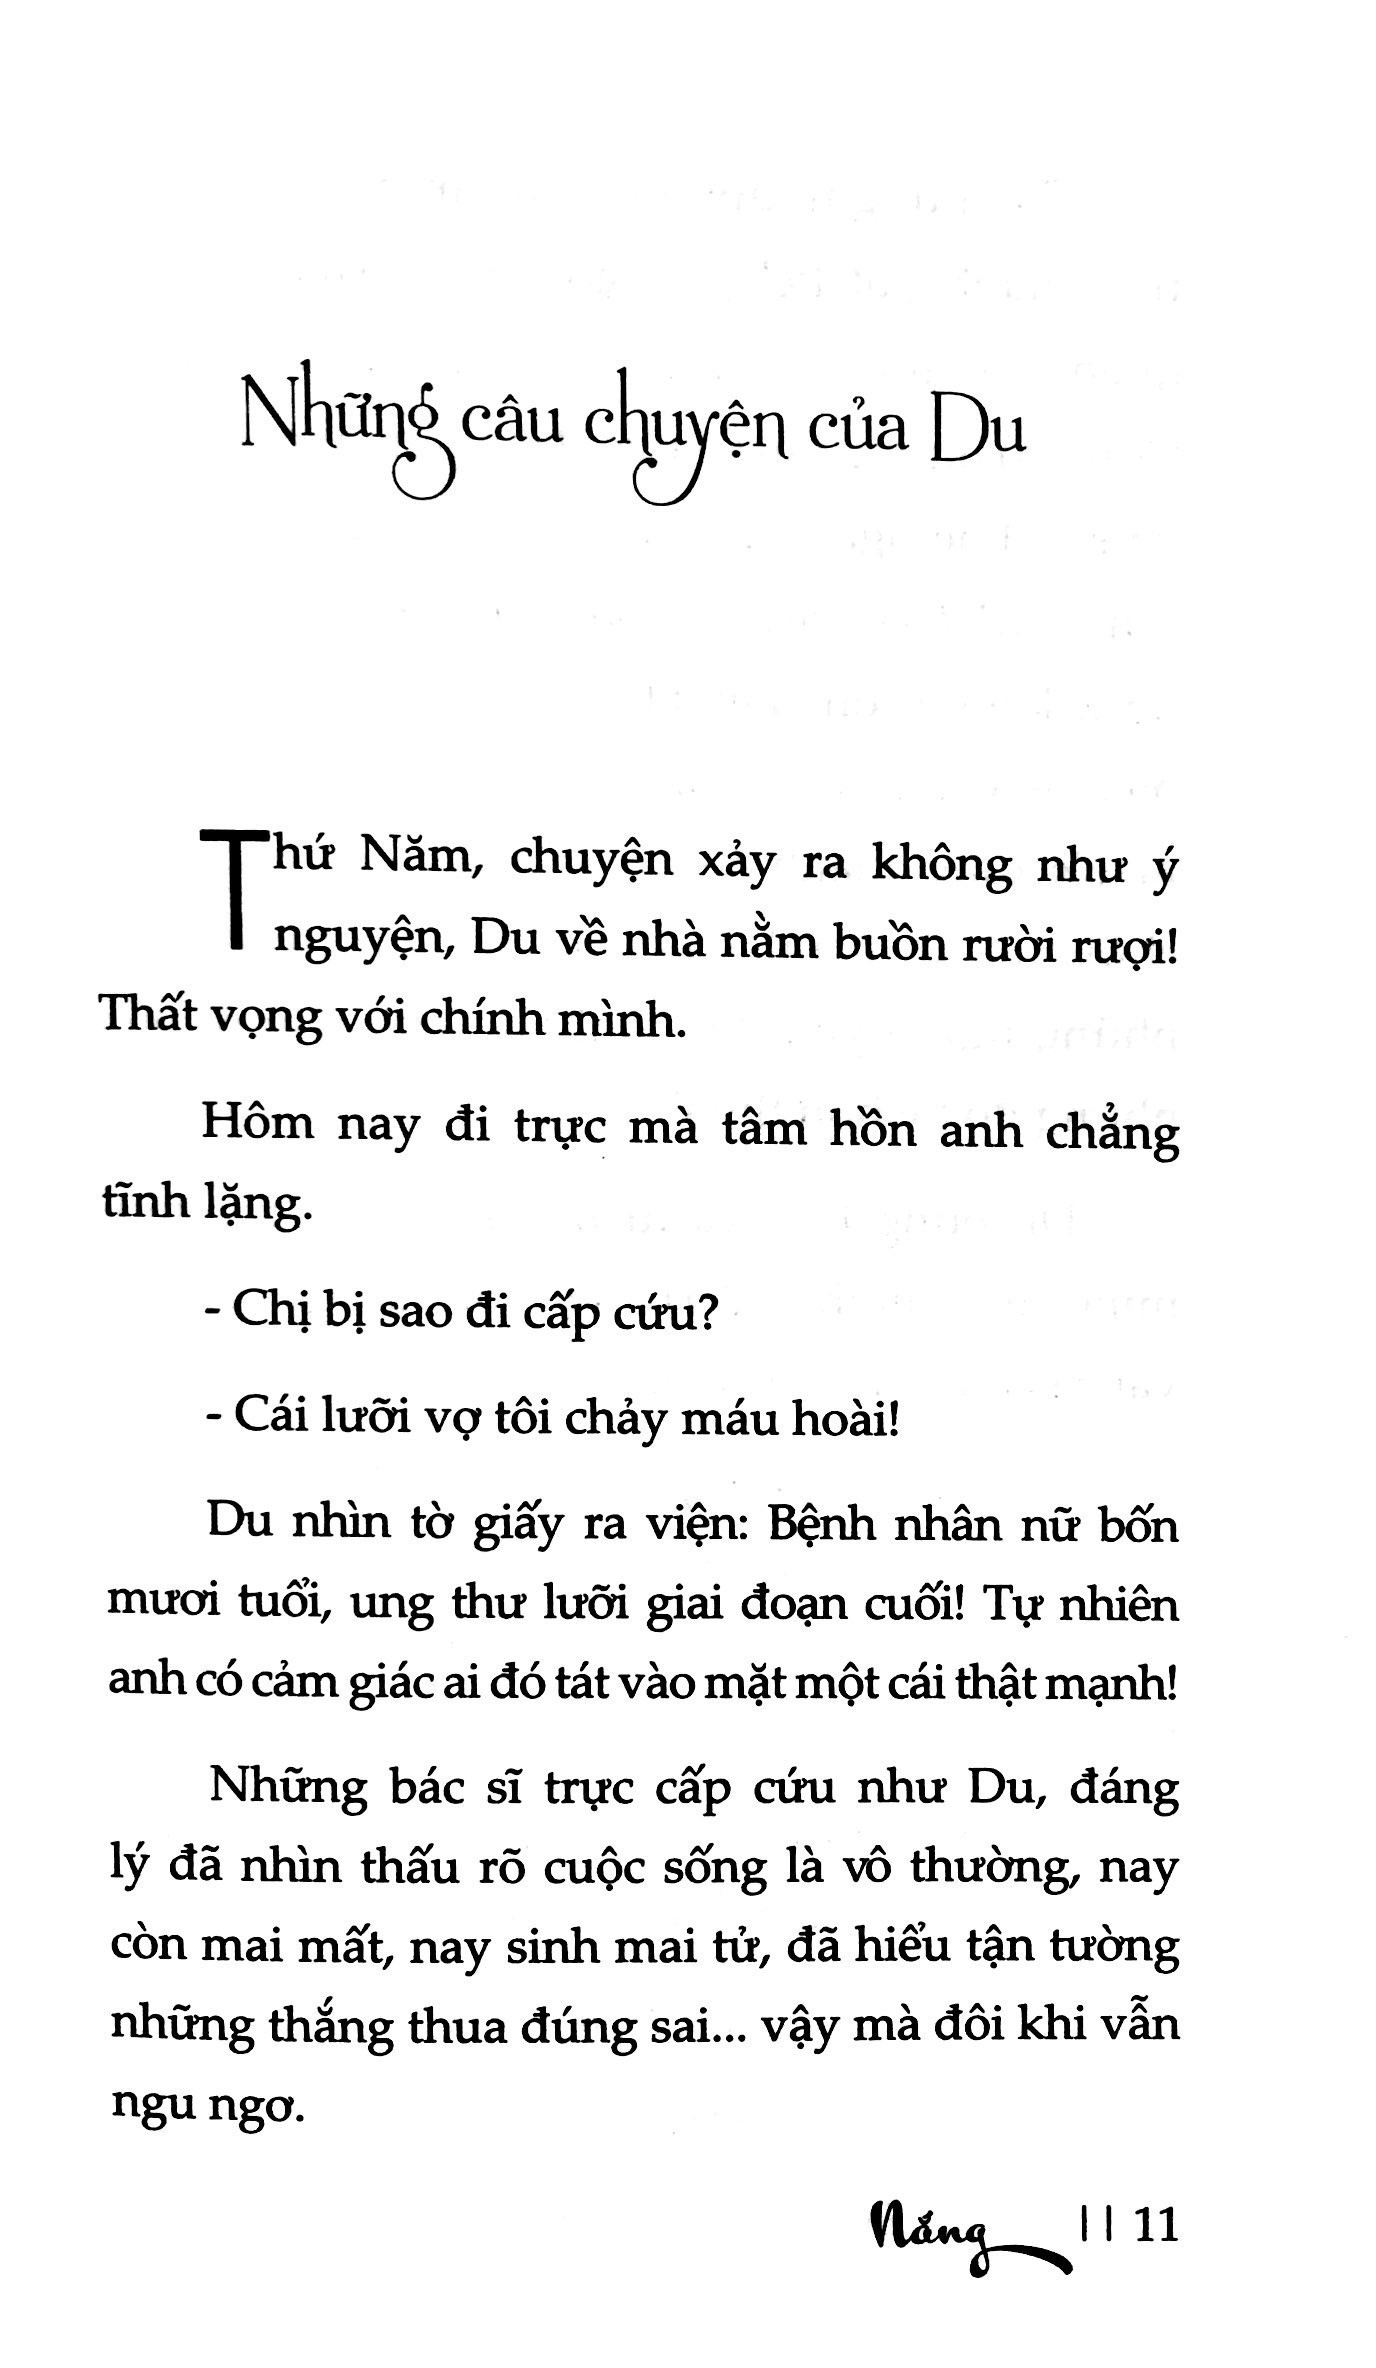 Những câu chuyện của Du
Thứ Năm, chuyện xảy ra không như ý
nguyện, Du về nhà nằm buồn rười rượi!
Thất vọng với chính mình.
Hôm nay đi trực mà tâm hồn anh chẳng
tĩnh lặng.
- Chị bị sao đi cấp cứu?
- Cái lưỡi vợ tôi chảy máu hoài!
Du nhìn tờ giấy ra viện: Bệnh nhân nữ bốn
mươi tuổi, ung thư lưỡi giai đoạn cuối! Tự nhiên
anh có cảm giác ai đó tát vào mặt một cái thật mạnh!
Những bác sĩ trực cấp cứu như Du, đáng
lý đã nhìn thấu rõ cuộc sống là vô thường, nay
còn mai mất, nay sinh mai tử, đã hiểu tận tường
những thắng thua đúng sai... vậy mà đôi khi vẫn
ngu ngơ.
Nắng || 11